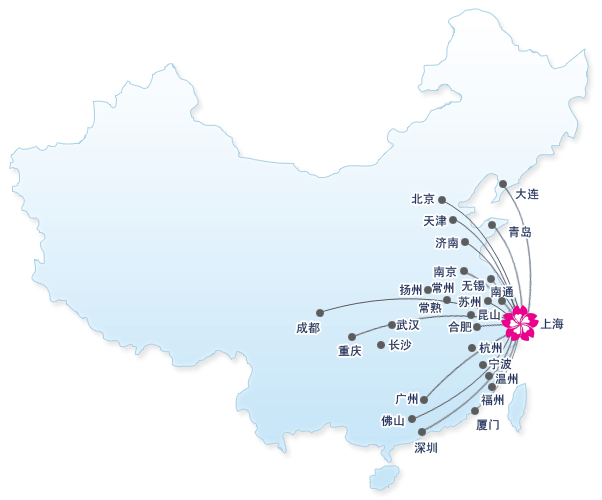 大连
北京
天津
青岛
济南
南京
无锡
扬州
常州
南通
苏州
常熟
昆山
上海
成都
武汉
合肥
重庆
长沙
杭州
宁波
温州
广州
福州
佛山
厦门
深圳